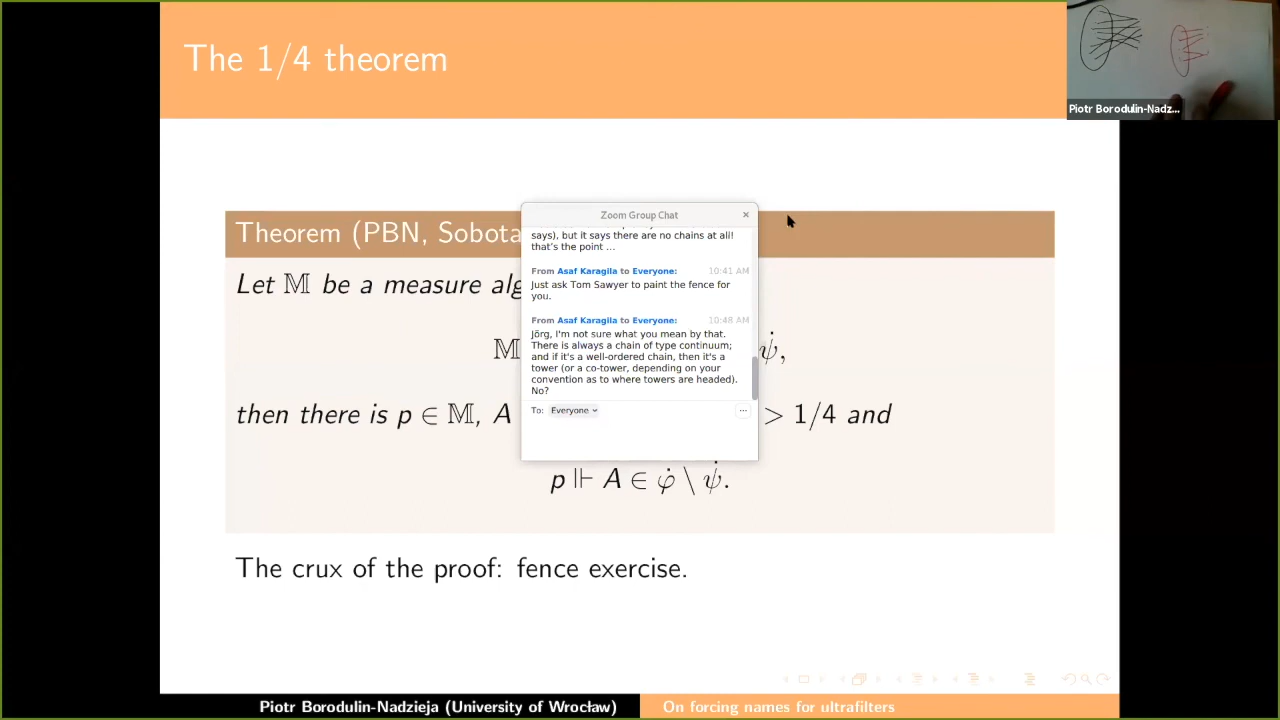 The 1/4 theorem
Piotr Borodulin-Nadz...
Theorem (PBN, Sobota
Let 𝕄 be a measure alg
𝕄
ψ̇,
then there is p ∈ 𝕄, A
> 1/4 and
p ⊩ A ∈ φ̇ \ ψ̇.
Zoom Group Chat
says), but it says there are no chains at all!
that's the point ...
From Asaf Karagila to Everyone: 10:41 AM
Just ask Tom Sawyer to paint the fence for
you.
From Asaf Karagila to Everyone: 10:48 AM
Jörg, I'm not sure what you mean by that.
There is always a chain of type continuum;
and if it's a well-ordered chain, then it's a
tower (or a co-tower, depending on your
convention as to where towers are headed).
No?
To: Everyone
The crux of the proof: fence exercise.
Piotr Borodulin-Nadzieja (University of Wrocław)
On forcing names for ultrafilters